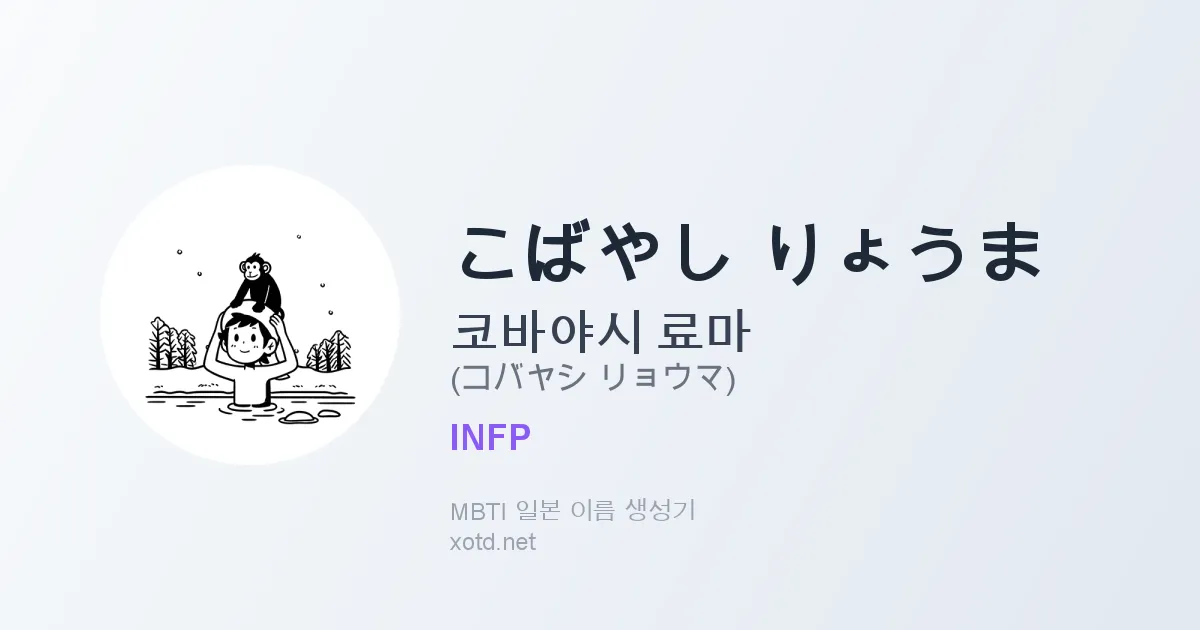 こばやし りょうま
코바야시 료마
(コバヤシ リョウマ)
INFP
MBTI 일본 이름 생성기
xotd.net